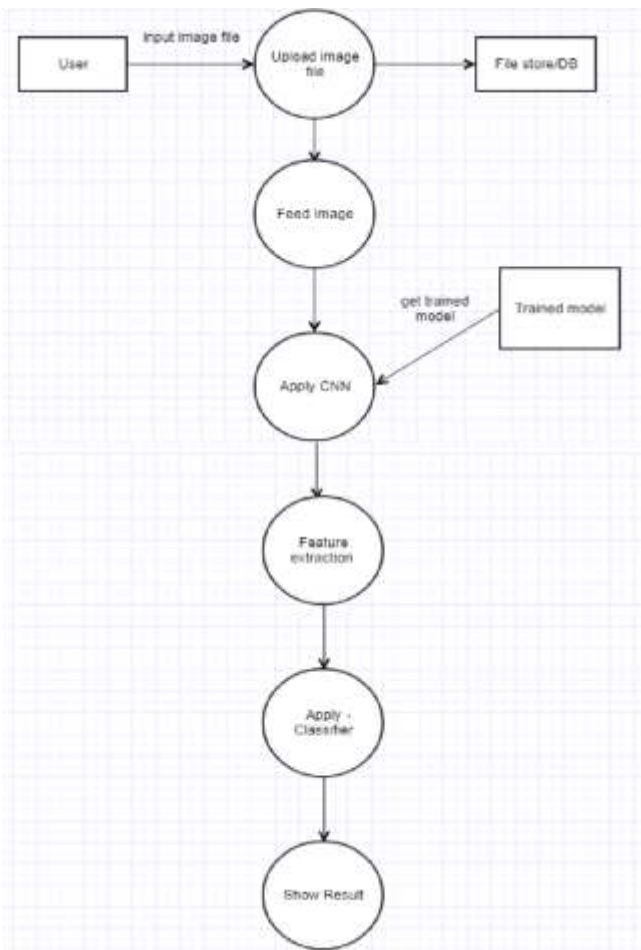 Input image file
User
Upload image
file
File store/DB
Feed image
get trained
model
Trained model
Apply CNN
Feature
extraction
Apply -
Classifier
Show Result